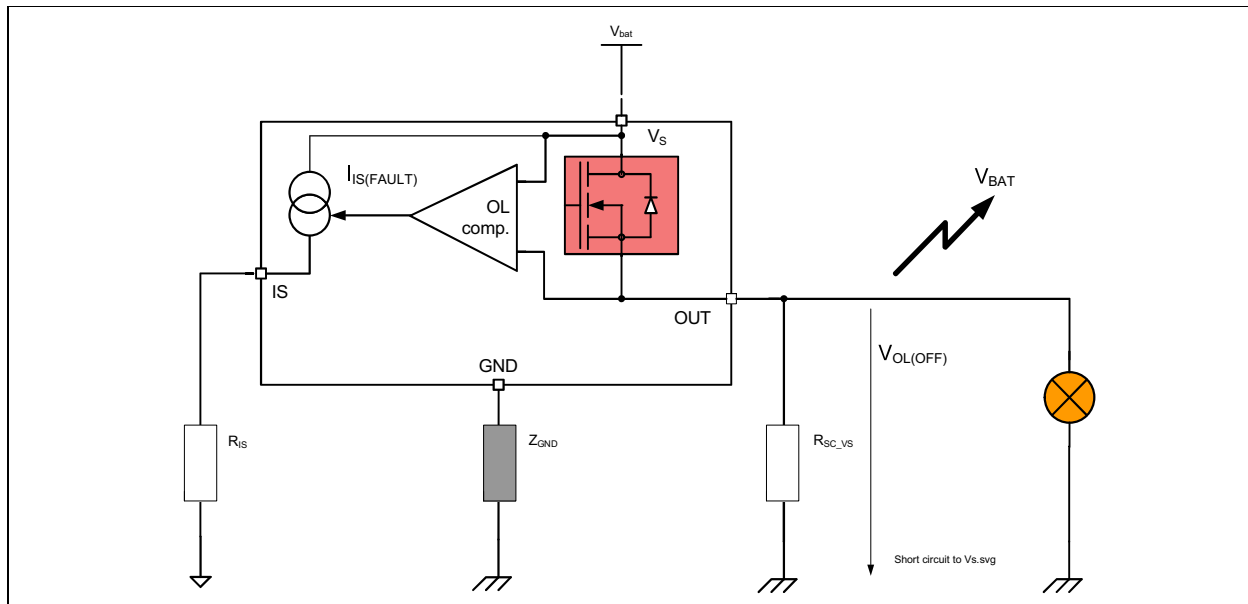 Vbat
VS
IIS(FAULT)
OL
comp.
VBAT
IS
OUT
VOL(OFF)
GND
RIS
ZGND
RSC_VS
Short circuit to Vs.svg